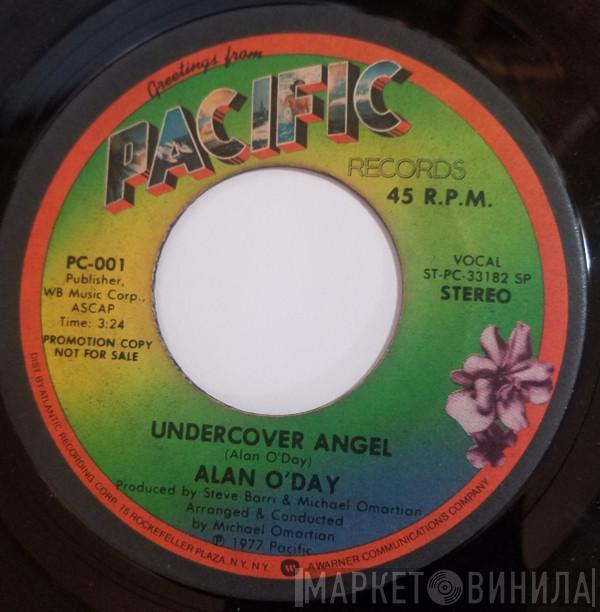 Greetings from
PACIFIC
RECORDS
45 R.P.M.
PC-001
Publisher,
WB Music Corp.,
ASCAP
Time: 3:24
PROMOTION COPY
NOT FOR SALE
VOCAL
ST-PC-33182 SP
STEREO
UNDERCOVER ANGEL
(Alan O'Day)
ALAN O'DAY
Produced by Steve Barri & Michael Omartian
Arranged & Conducted
by Michael Omartian
℗ 1977 Pacific
DIST. BY ATLANTIC RECORDING CORP. 75 ROCKEFELLER PLAZA, N.Y. N.Y. A WARNER COMMUNICATIONS COMPANY
МАРКЕТ ВИНИЛА